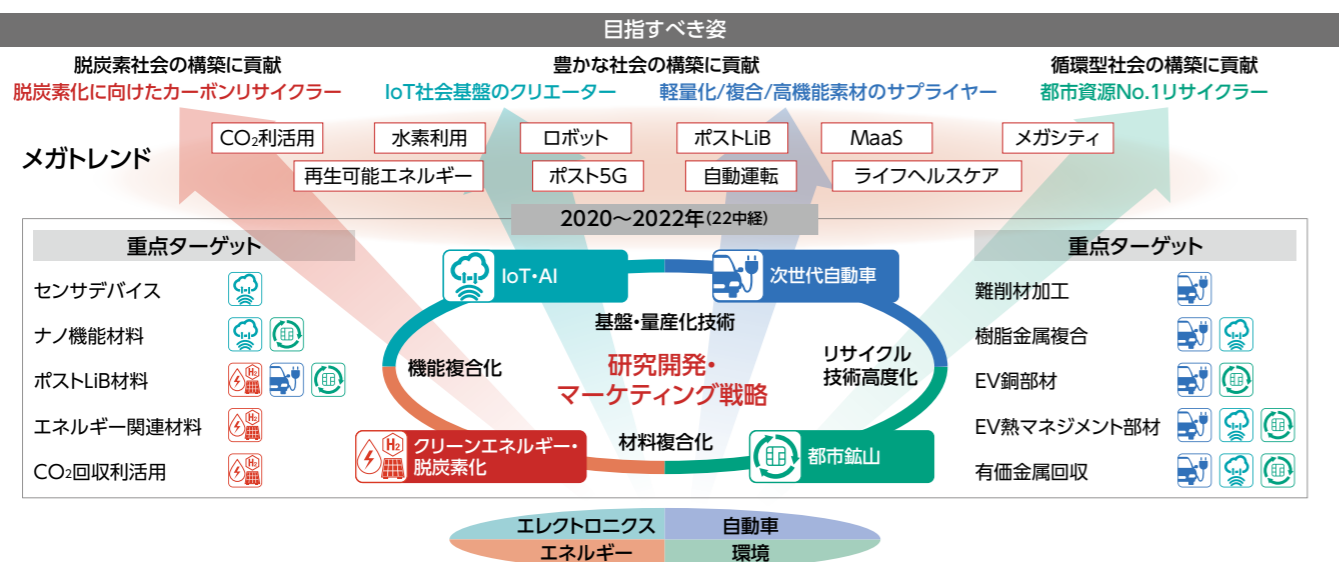 目指すべき姿
脱炭素社会の構築に貢献
脱炭素化に向けたカーボンリサイクラー
豊かな社会の構築に貢献
IoT社会基盤のクリエーター
軽量化/複合/高機能素材のサプライヤー
循環型社会の構築に貢献
都市資源No.1リサイクラー
メガトレンド
CO2利活用
水素利用
ロボット
ポストLiB
MaaS
メガシティ
再生可能エネルギー
ポスト5G
自動運転
ライフヘルスケア
2020〜2022年(22中経)
重点ターゲット
センサデバイス
ナノ機能材料
ポストLiB材料
H2
エネルギー関連材料
H2
CO2回収利活用
H2
IoT・AI
次世代自動車
基盤・量産化技術
機能複合化
研究開発・
マーケティング戦略
リサイクル
技術高度化
材料複合化
H2
クリーンエネルギー・
脱炭素化
都市鉱山
重点ターゲット
難削材加工
樹脂金属複合
EV銅部材
EV熱マネジメント部材
有価金属回収
エレクトロニクス
自動車
エネルギー
環境